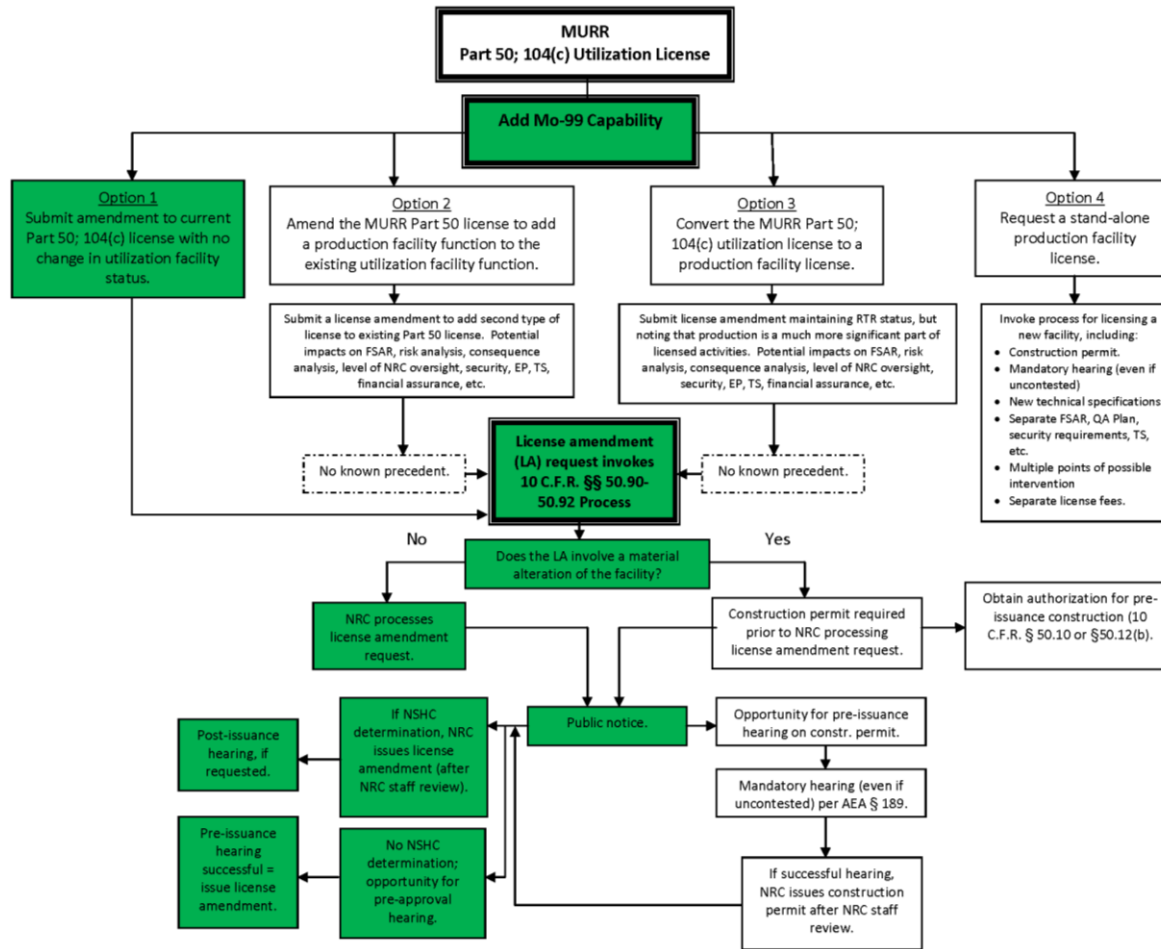 MURR
Part 50; 104(c) Utilization License
Add Mo-99 Capability
Option 1
Submit amendment to current
Part 50; 104(c) license with no
change in utilization facility
status.
Option 2
Amend the MURR Part 50 license to add
a production facility function to the
existing utilization facility function.
Option 3
Convert the MURR Part 50;
104(c) utilization license to a
production facility license.
Option 4
Request a stand-alone
production facility
license.
Submit a license amendment to add second type of
license to existing Part 50 license. Potential
impacts on FSAR, risk analysis, consequence
analysis, level of NRC oversight, security, EP, TS,
financial assurance, etc.
Submit license amendment maintaining RTR status, but
noting that production is a much more significant part of
licensed activities. Potential impacts on FSAR, risk
analysis, consequence analysis, level of NRC oversight,
security, EP, TS, financial assurance, etc.
Invoke process for licensing a
new facility, including:
• Construction permit.
• Mandatory hearing (even if
uncontested)
• New technical specifications
• Separate FSAR, QA Plan,
security requirements, TS,
etc.
• Multiple points of possible
intervention
• Separate license fees.
No known precedent.
License amendment
(LA) request invokes
10 C.F.R. §§ 50.90-
50.92 Process
No known precedent.
No
Yes
Does the LA involve a material
alteration of the facility?
NRC processes
license amendment
request.
Construction permit required
prior to NRC processing
license amendment request.
Obtain authorization for pre-
issuance construction (10
C.F.R. § 50.10 or §50.12(b).
Public notice.
Post-issuance
hearing, if
requested.
If NSHC
determination, NRC
issues license
amendment (after
NRC staff review).
Opportunity for pre-issuance
hearing on constr. permit.
Mandatory hearing (even if
uncontested) per AEA § 189.
Pre-issuance
hearing
successful =
issue license
amendment.
No NSHC
determination;
opportunity for
pre-approval
hearing.
If successful hearing,
NRC issues construction
permit after NRC staff
review.